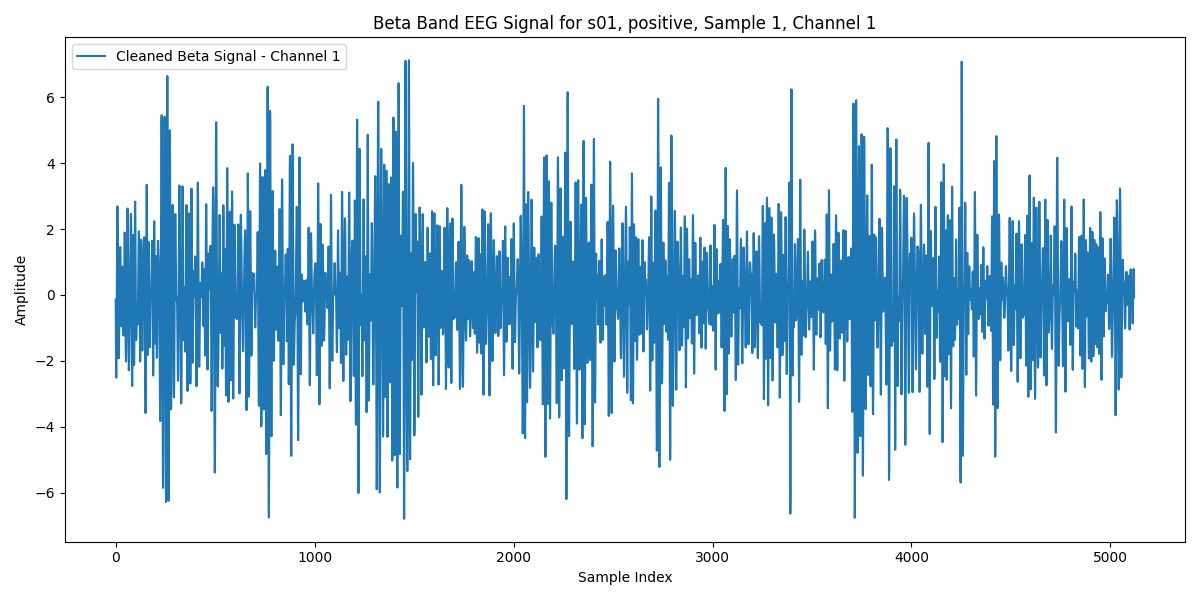 Beta Band EEG Signal for s01, positive, Sample 1, Channel 1
Cleaned Beta Signal - Channel 1
Amplitude
6
4
2
0
−2
−4
−6
0 1000 2000 3000 4000 5000
Sample Index